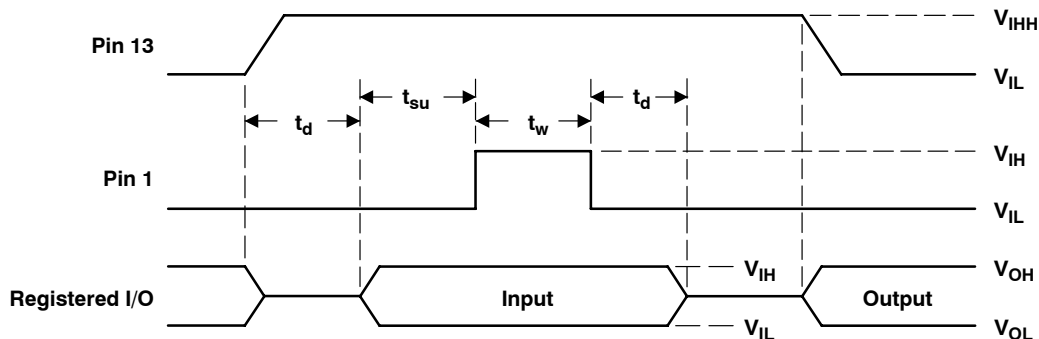 Pin 13
V_IHH
V_IL
t_d
t_su
t_w
t_d
Pin 1
V_IH
V_IL
Registered I/O
Input
V_IH
V_IL
Output
V_OH
V_OL